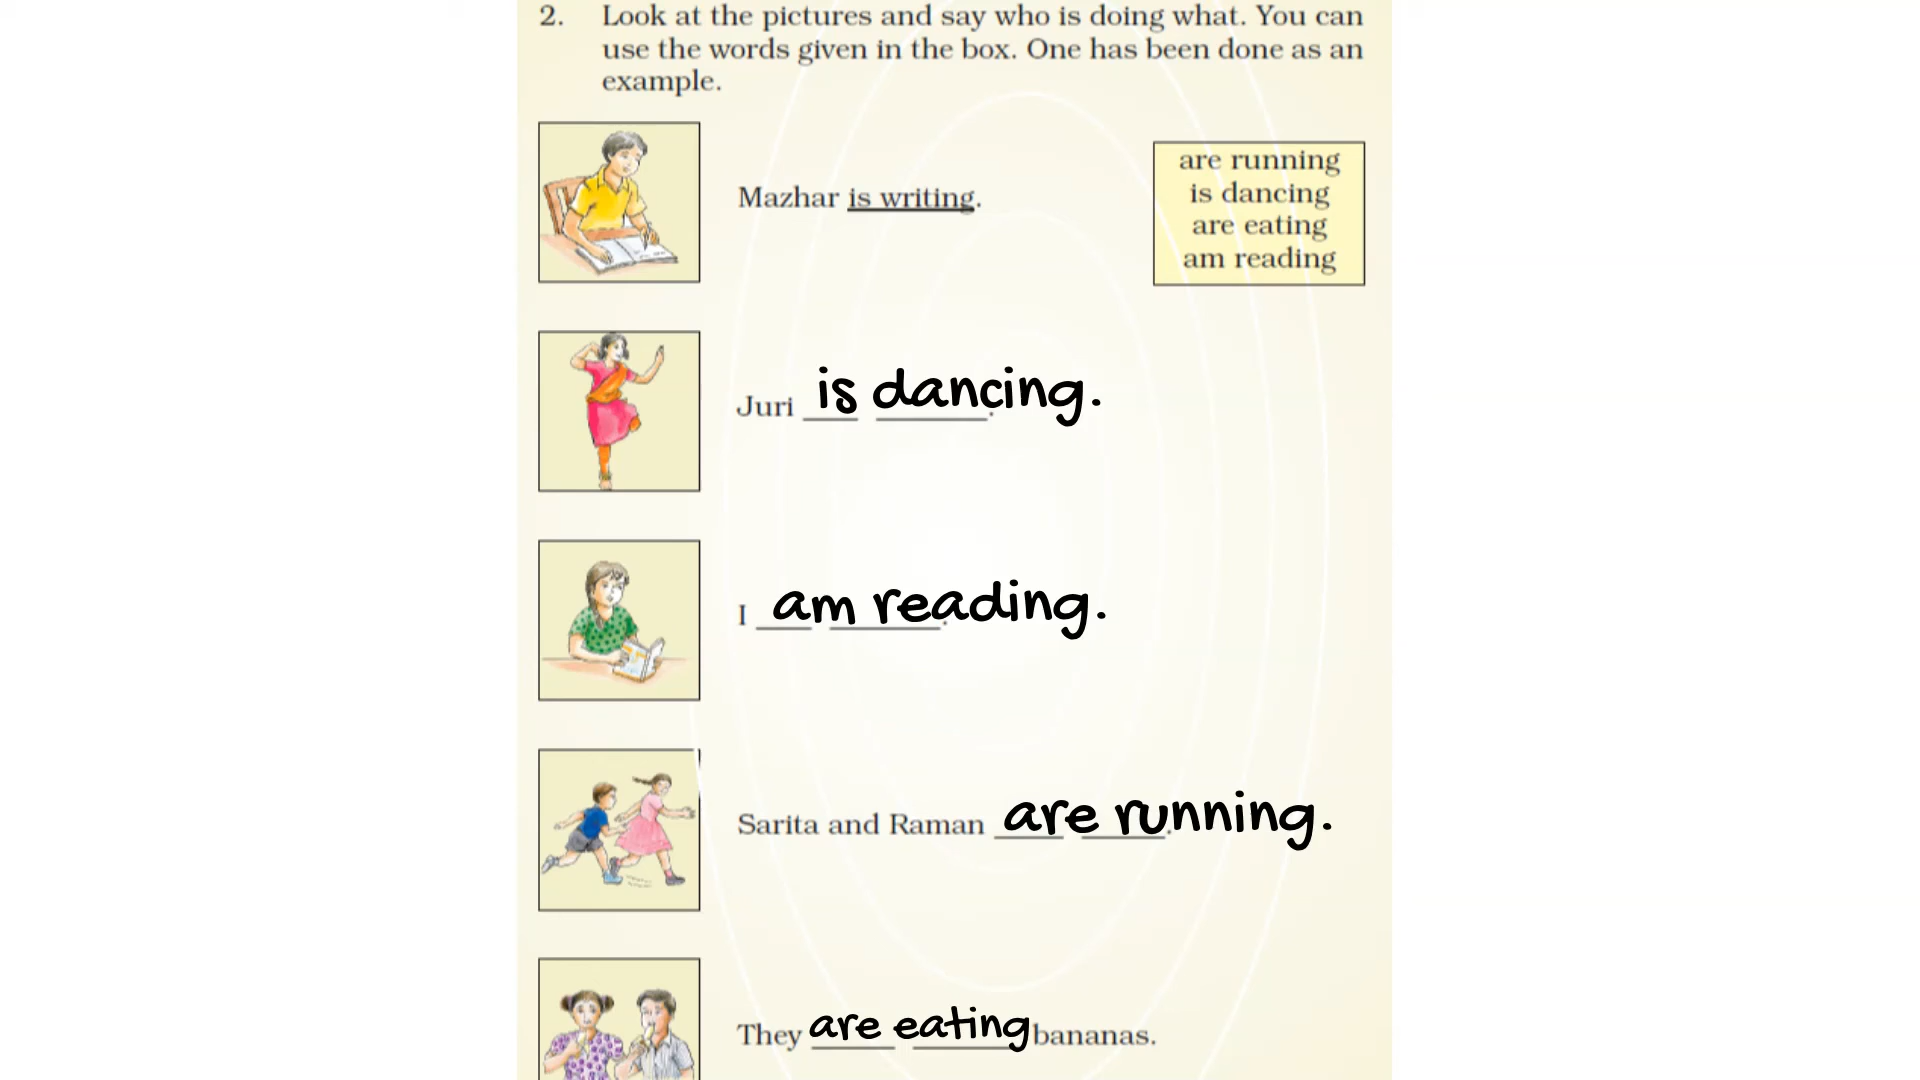 2. Look at the pictures and say who is doing what. You can
use the words given in the box. One has been done as an
example.
Mazhar is writing.
are running
is dancing
are eating
am reading
Juri is dancing.
I am reading.
Sarita and Raman are running.
They are eating bananas.